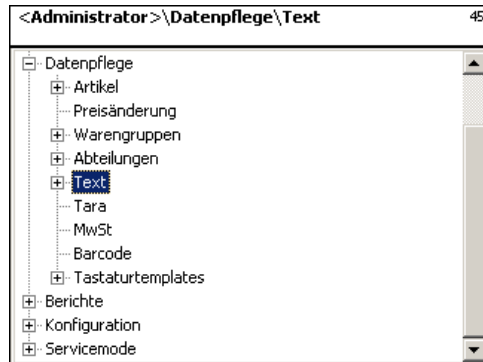 <Administrator>\Datenpflege\Text 45
Datenpflege
Artikel
Preisänderung
Warengruppen
Abteilungen
Text
Tara
MwSt
Barcode
Tastaturtemplates
Berichte
Konfiguration
Servicemode